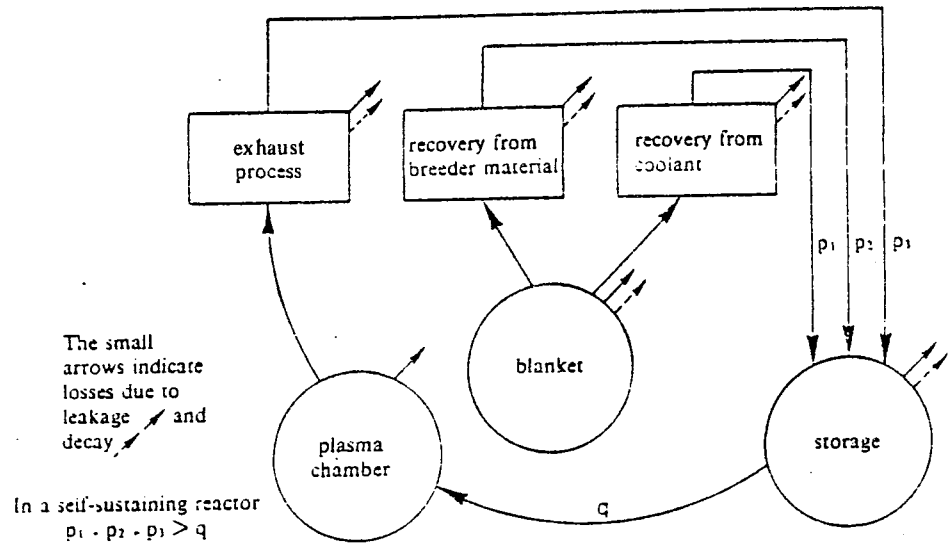 exhaust
process
recovery from
breeder material
recovery from
coolant
p₁
p₂
p₃
blanket
The small
arrows indicate
losses due to
leakage and
decay
plasma
chamber
storage
In a self-sustaining reactor
p₁ + p₂ + p₃ > q
q